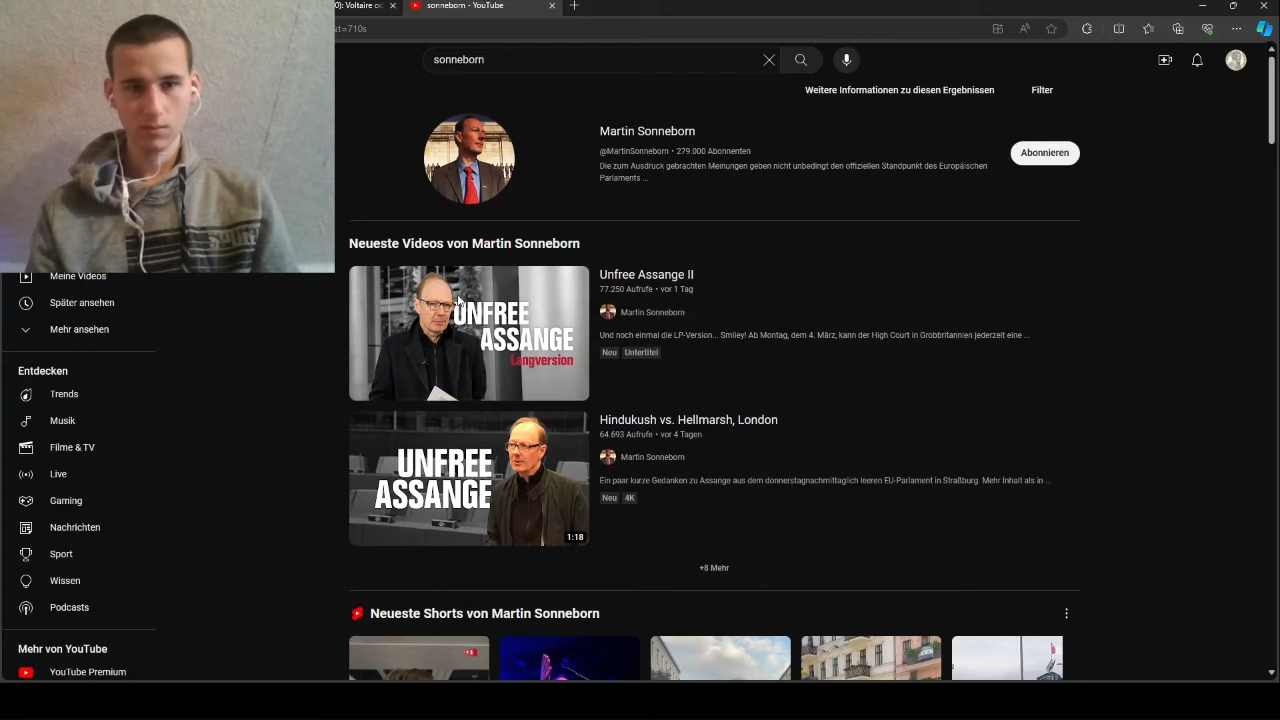 0): Voltaire od
sonneborn - YouTube
kt=710s
sonneborn
Weitere Informationen zu diesen Ergebnissen
Filter
Martin Sonneborn
@MartinSonneborn • 279.000 Abonnenten
Die zum Ausdruck gebrachten Meinungen geben nicht unbedingt den offiziellen Standpunkt des Europäischen
Parlaments ...
Abonnieren
Neueste Videos von Martin Sonneborn
UNFREE
ASSANGE
Langversion
Unfree Assange II
77.250 Aufrufe • vor 1 Tag
Martin Sonneborn
Und noch einmal die LP-Version... Smiley! Ab Montag, dem 4. März, kann der High Court in Grobbritannien jederzeit eine ...
Neu Untertitel
UNFREE
ASSANGE
1:18
Hindukush vs. Hellmarsh, London
64.693 Aufrufe • vor 4 Tagen
Martin Sonneborn
Ein paar kurze Gedanken zu Assange aus dem donnerstagnachmittaglich leeren EU-Parlament in Straßburg. Mehr Inhalt als in ...
Neu 4K
+8 Mehr
Neueste Shorts von Martin Sonneborn
Meine Videos
Später ansehen
Mehr ansehen
Entdecken
Trends
Musik
Filme & TV
Live
Gaming
Nachrichten
Sport
Wissen
Podcasts
Mehr von YouTube
YouTube Premium